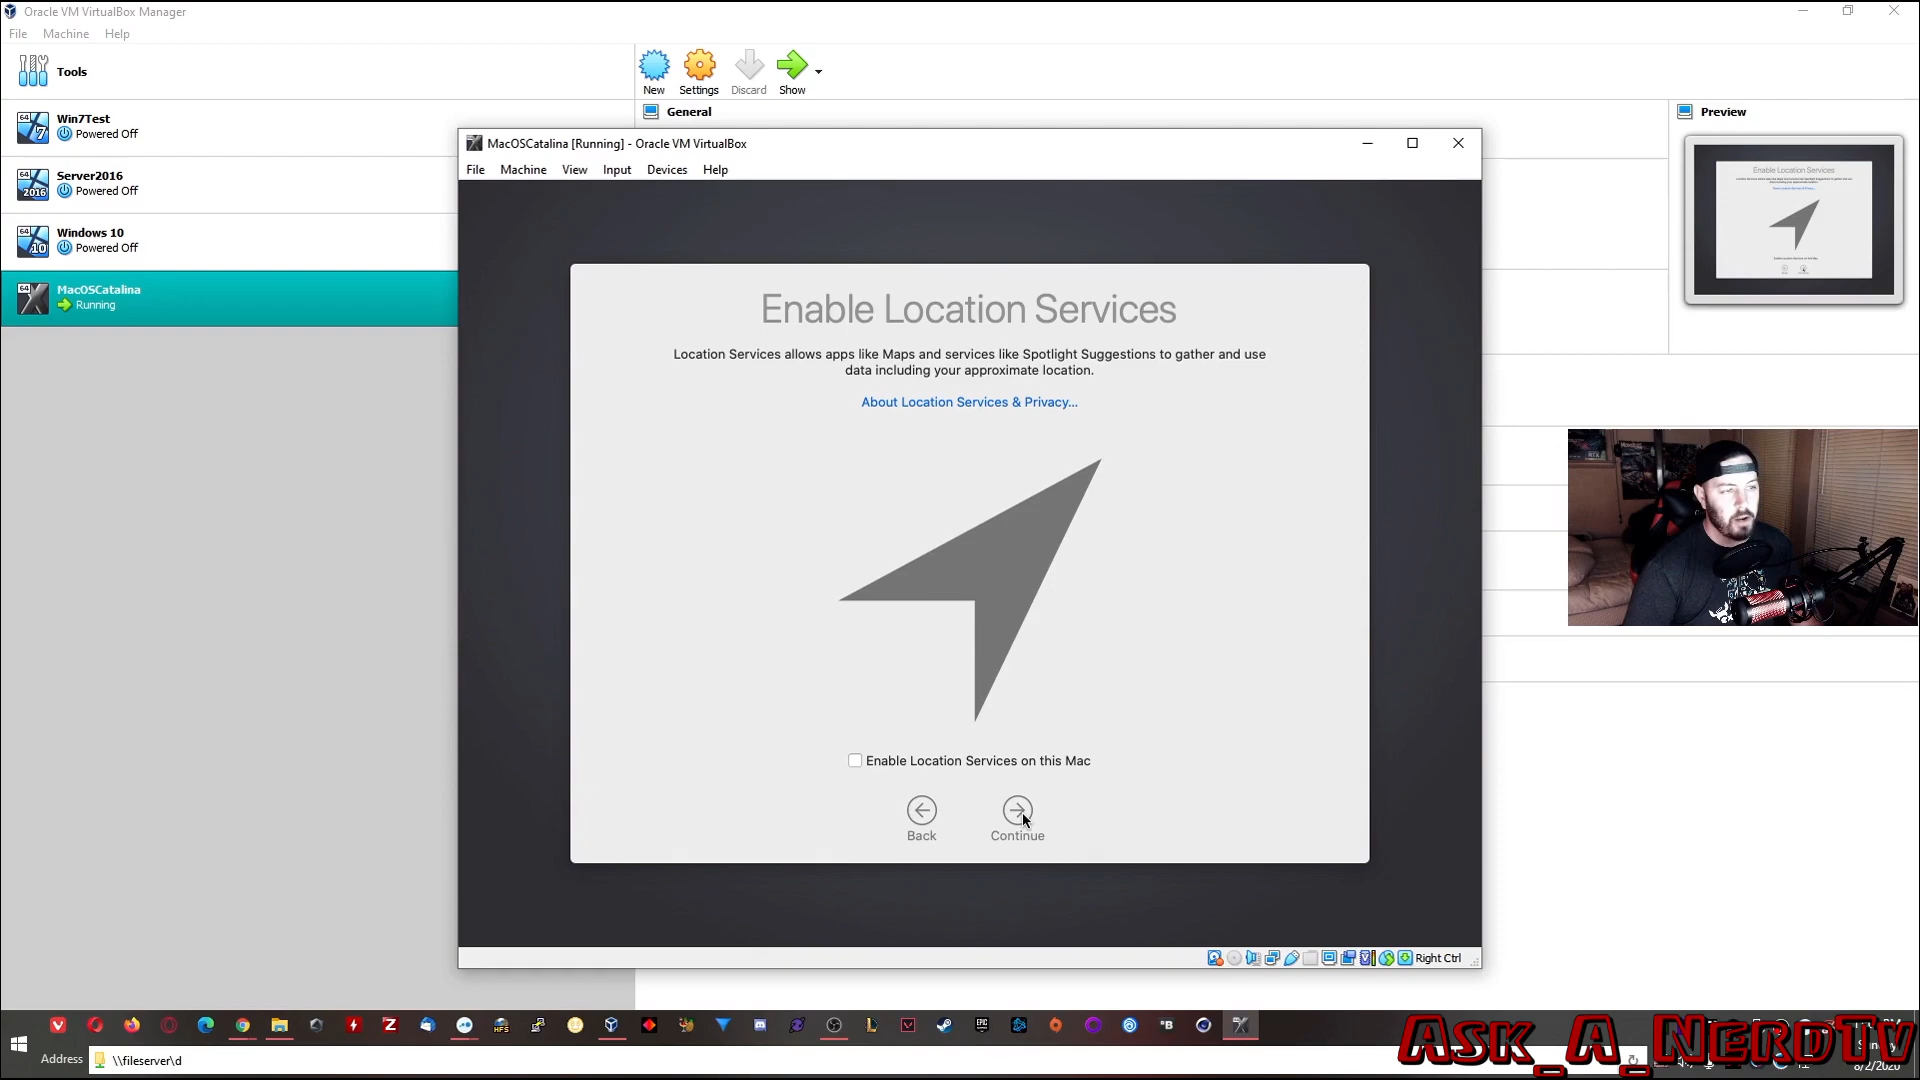 Oracle VM VirtualBox Manager
File Machine Help
Tools
New Settings Discard Show
General
Preview
Win7Test
Powered Off
Server2016
Powered Off
Windows 10
Powered Off
MacOSCatalina
Running
MacOSCatalina [Running] - Oracle VM VirtualBox
File Machine View Input Devices Help
Enable Location Services
Location Services allows apps like Maps and services like Spotlight Suggestions to gather and use
data including your approximate location.
About Location Services & Privacy...
Enable Location Services on this Mac
Back Continue
Right Ctrl
Address \\fileserver\d
Ask_A_NerdTv
8/2/2020